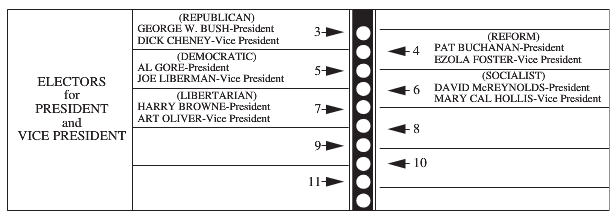 ELECTORS
for
PRESIDENT
and
VICE PRESIDENT
(REPUBLICAN)
GEORGE W. BUSH-President
DICK CHENEY-Vice President
3
(DEMOCRATIC)
AL GORE-President
JOE LIBERMAN-Vice President
5
(LIBERTARIAN)
HARRY BROWNE-President
ART OLIVER-Vice President
7
9
11
(REFORM)
PAT BUCHANAN-President
EZOLA FOSTER-Vice President
4
(SOCIALIST)
DAVID McREYNOLDS-President
MARY CAL HOLLIS-Vice President
6
8
10